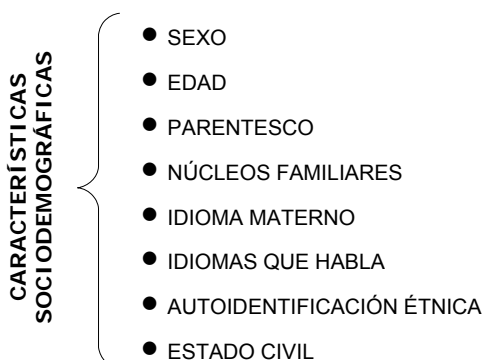 CARACTERÍSTICAS
SOCIODEMOGRÁFICAS
● SEXO
● EDAD
● PARENTESCO
● NÚCLEOS FAMILIARES
● IDIOMA MATERNO
● IDIOMAS QUE HABLA
● AUTOIDENTIFICACIÓN ÉTNICA
● ESTADO CIVIL